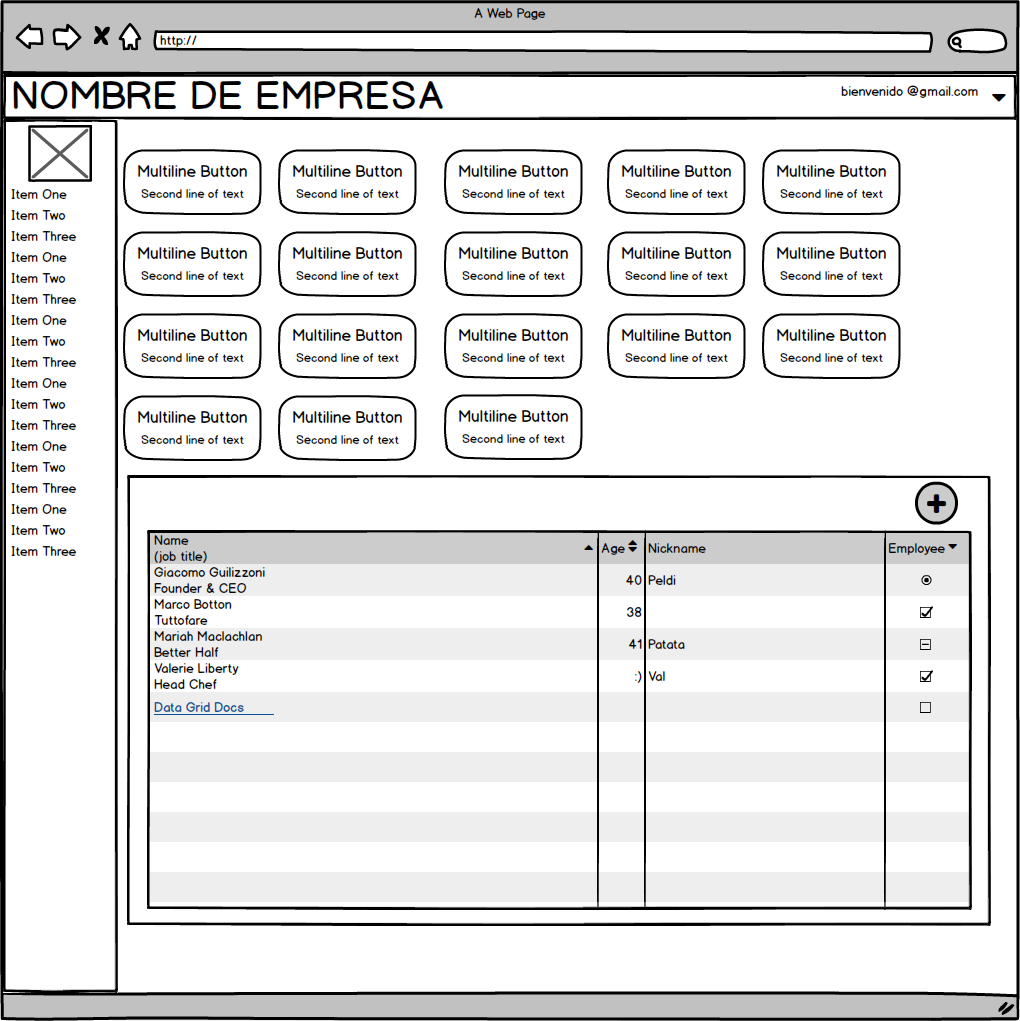 A Web Page
http://
NOMBRE DE EMPRESA
bienvenido @gmail.com
Item One
Item Two
Item Three
Item One
Item Two
Item Three
Item One
Item Two
Item Three
Item One
Item Two
Item Three
Item One
Item Two
Item Three
Item One
Item Two
Item Three
Multiline Button Multiline Button Multiline Button Multiline Button Multiline Button
Second line of text Second line of text Second line of text Second line of text Second line of text
Multiline Button Multiline Button Multiline Button Multiline Button Multiline Button
Second line of text Second line of text Second line of text Second line of text Second line of text
Multiline Button Multiline Button Multiline Button Multiline Button Multiline Button
Second line of text Second line of text Second line of text Second line of text Second line of text
Multiline Button Multiline Button Multiline Button
Second line of text Second line of text Second line of text
Name
(job title) Age Nickname Employee
Giacomo Guilizzoni
Founder & CEO 40 Peldi
Marco Botton
Tuttofare 38
Mariah Maclachlan
Better Half 41 Patata
Valerie Liberty
Head Chef :) Val
Data Grid Docs